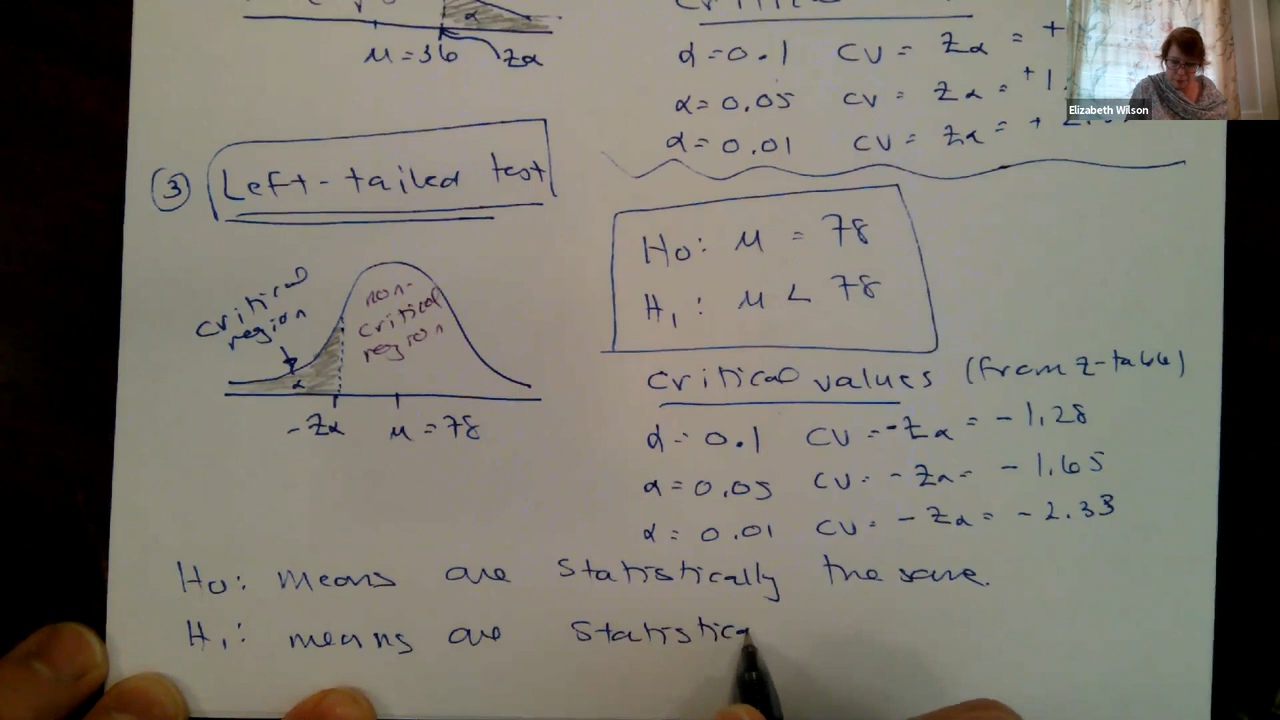 α
μ = 36 Zα
α = 0.1 CV = Zα = +
α = 0.05 CV = Zα = +1.
α = 0.01 CV = Zα = + 2.
Elizabeth Wilson
③ Left-tailed test
H0: μ = 78
H1: μ < 78
critical region
non-critical region
α
-Zα μ = 78
critical values (from z-table)
α = 0.1 CV = -Zα = -1.28
α = 0.05 CV = -Zα = -1.65
α = 0.01 CV = -Zα = -2.33
H0: means are statistically the same.
H1: means are statistica